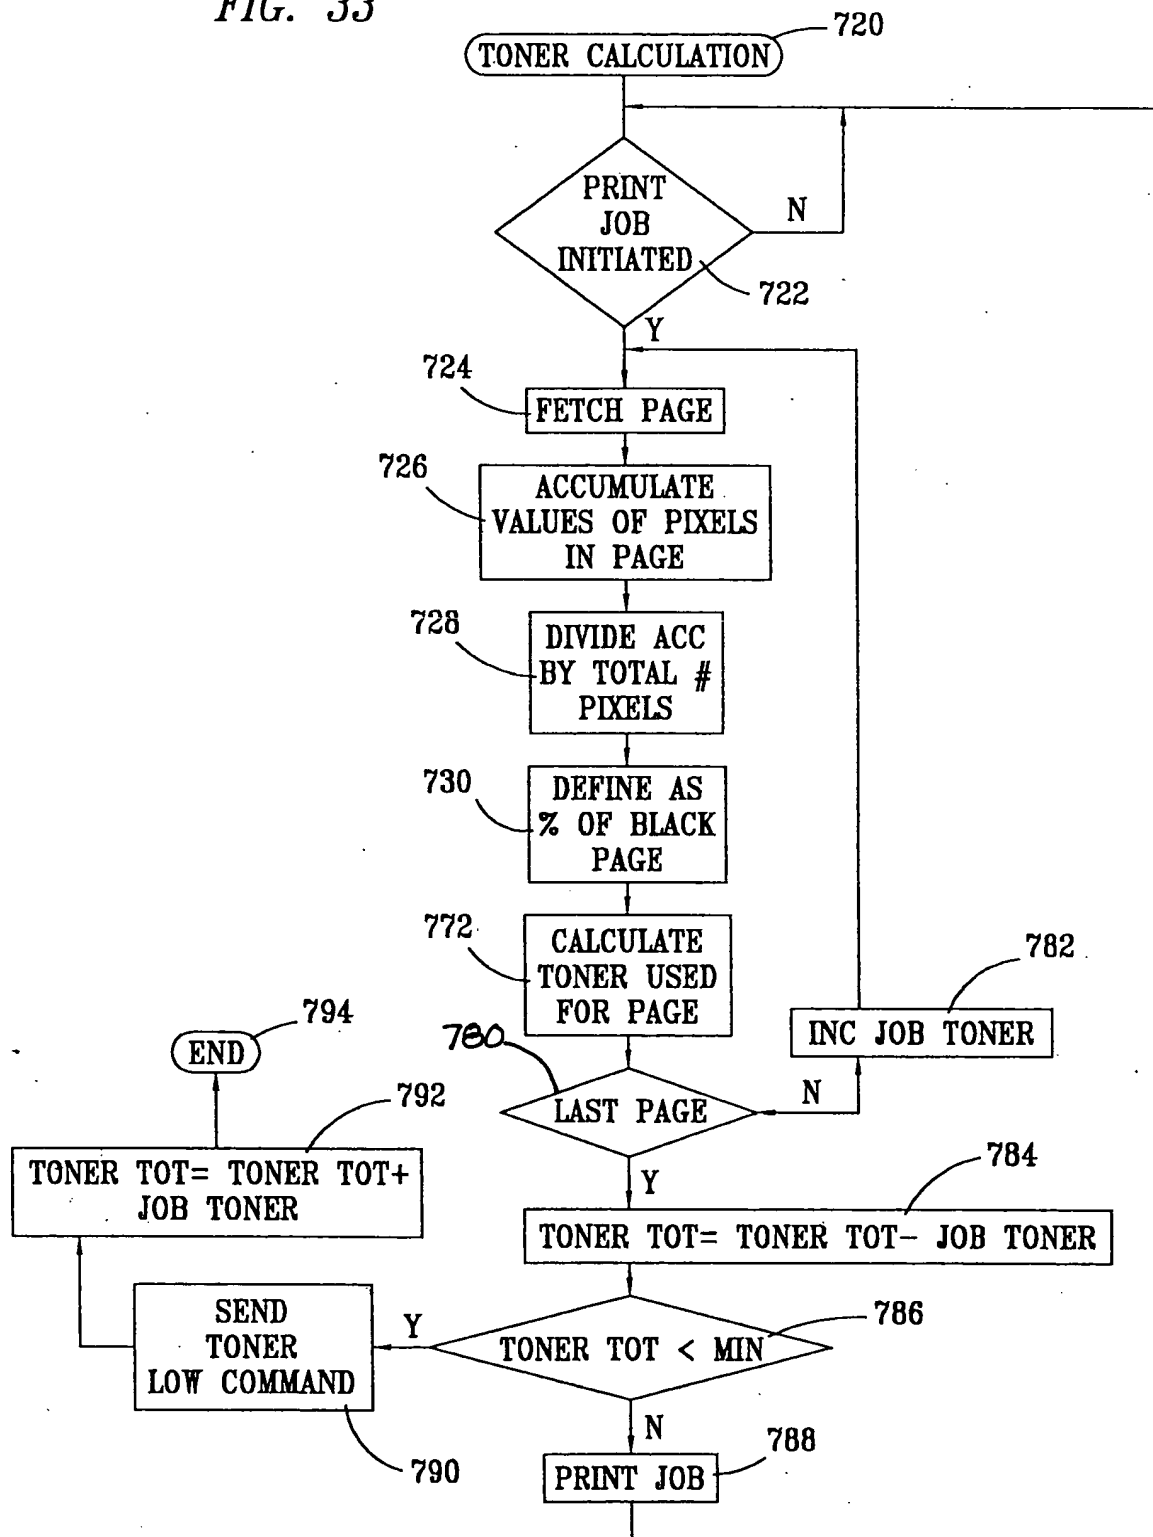 FIG. 33
720
TONER CALCULATION
PRINT
JOB
INITIATED
N
722
Y
724
FETCH PAGE
726
ACCUMULATE
VALUES OF PIXELS
IN PAGE
728
DIVIDE ACC
BY TOTAL #
PIXELS
730
DEFINE AS
% OF BLACK
PAGE
772
CALCULATE
TONER USED
FOR PAGE
782
INC JOB TONER
794
END
780
LAST PAGE
N
792
TONER TOT= TONER TOT+
JOB TONER
Y
784
TONER TOT= TONER TOT- JOB TONER
SEND
TONER
LOW COMMAND
Y
786
TONER TOT < MIN
790
N
788
PRINT JOB